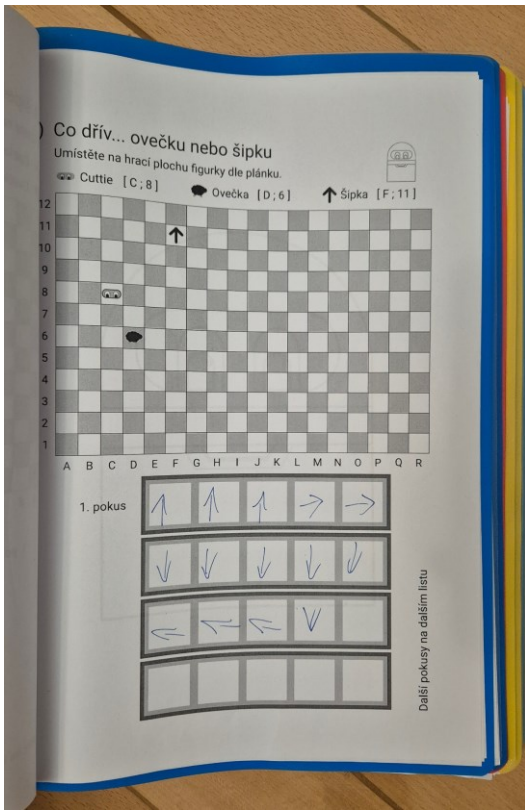 ) Co dřív... ovečku nebo šipku
Umístěte na hrací plochu figurky dle plánku.
Cuttie [ C ; 8 ] Ovečka [ D ; 6 ] Šipka [ F ; 11 ]
12
11
10
9
8
7
6
5
4
3
2
1
A B C D E F G H I J K L M N O P Q R
1. pokus
↑ ↑ ↑ → →
↓ ↓ ↓ ↓ ↓
← ← ← ↓
Další pokusy na dalším listu